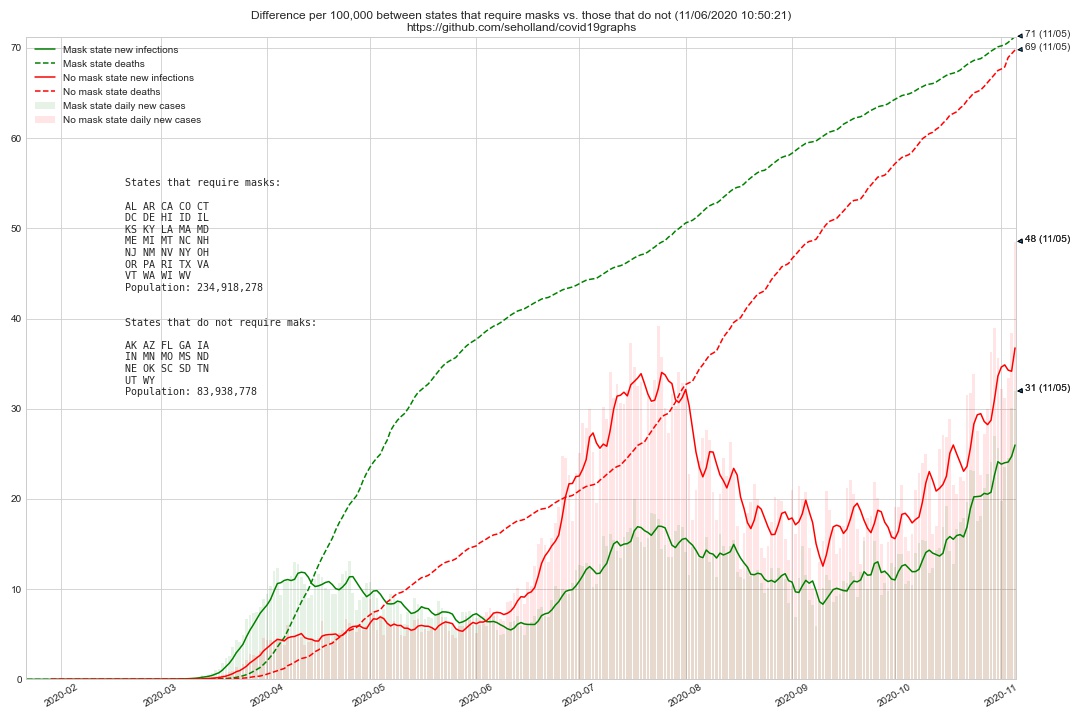 Difference per 100,000 between states that require masks vs. those that do not (11/06/2020 10:50:21)
https://github.com/seholland/covid19graphs
Mask state new infections
Mask state deaths
No mask state new infections
No mask state deaths
Mask state daily new cases
No mask state daily new cases
States that require masks:
AL AR CA CO CT
DC DE HI ID IL
KS KY LA MA MD
ME MI MT NC NH
NJ NM NV NY OH
OR PA RI TX VA
VT WA WI WV
Population: 234,918,278
States that do not require maks:
AK AZ FL GA IA
IN MN MO MS ND
NE OK SC SD TN
UT WY
Population: 83,938,778
71 (11/05)
69 (11/05)
48 (11/05)
31 (11/05)
70
60
50
40
30
20
10
0
2020-02
2020-03
2020-04
2020-05
2020-06
2020-07
2020-08
2020-09
2020-10
2020-11